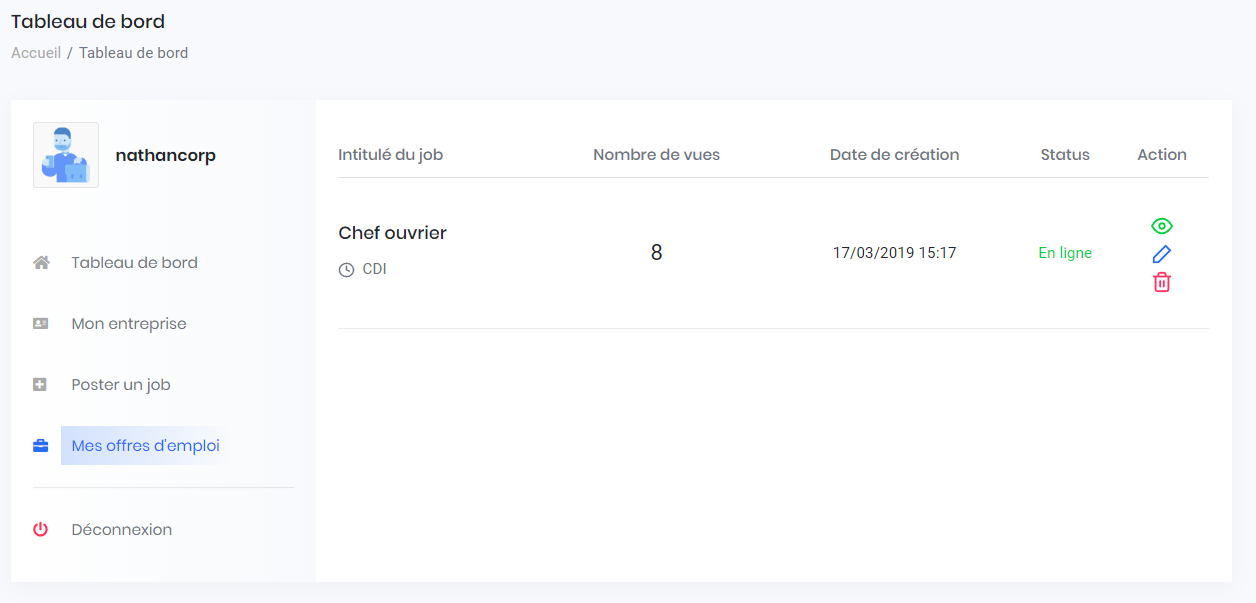 Tableau de bord
Accueil / Tableau de bord
nathancorp
Tableau de bord
Mon entreprise
Poster un job
Mes offres d'emploi
Déconnexion
Intitulé du job Nombre de vues Date de création Status Action
Chef ouvrier
CDI
8
17/03/2019 15:17
En ligne